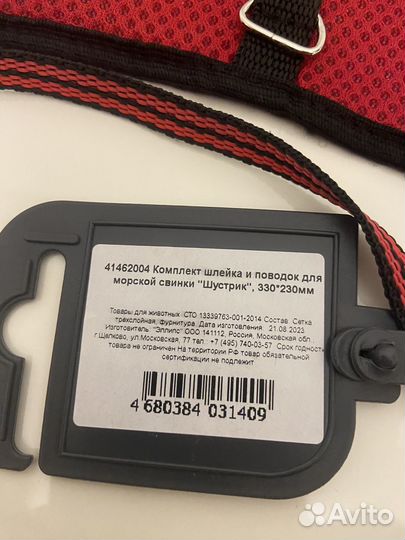 41462004 Комплект шлейка и поводок для
морской свинки "Шустрик", 330*230мм
Товары для животных. СТО 13339763-001-2014 Состав: Сетка
трехслойная, фурнитура. Дата изготовления: 21.08.2023
Изготовитель: "Эллипс" ООО 141112, Россия, Московская обл.,
г.Щелково, ул.Московская, 77 тел.: +7 (495) 740-03-57. Срок годности
товара не ограничен На территории РФ товар обязательной
сертификации не подлежит
4 680384 031409
Avito